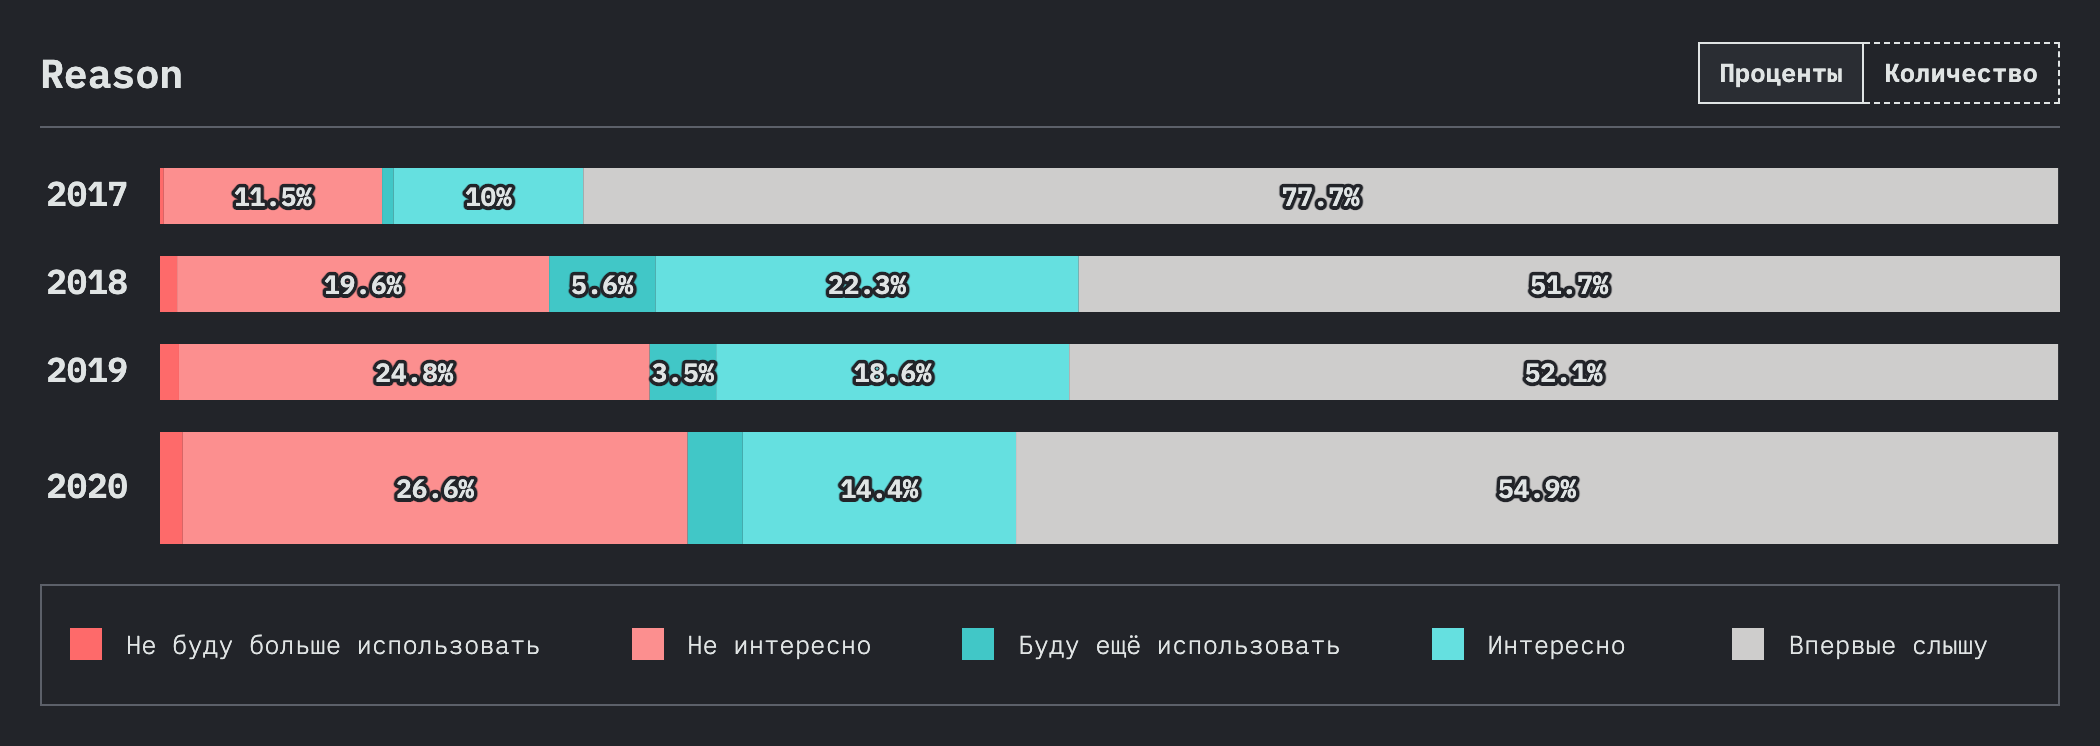 Reason
Проценты Количество
2017 11.5% 10% 77.7%
2018 19.6% 5.6% 22.3% 51.7%
2019 24.8% 3.5% 18.6% 52.1%
2020 26.6% 14.4% 54.9%
Не буду больше использовать Не интересно Буду ещё использовать Интересно Впервые слышу